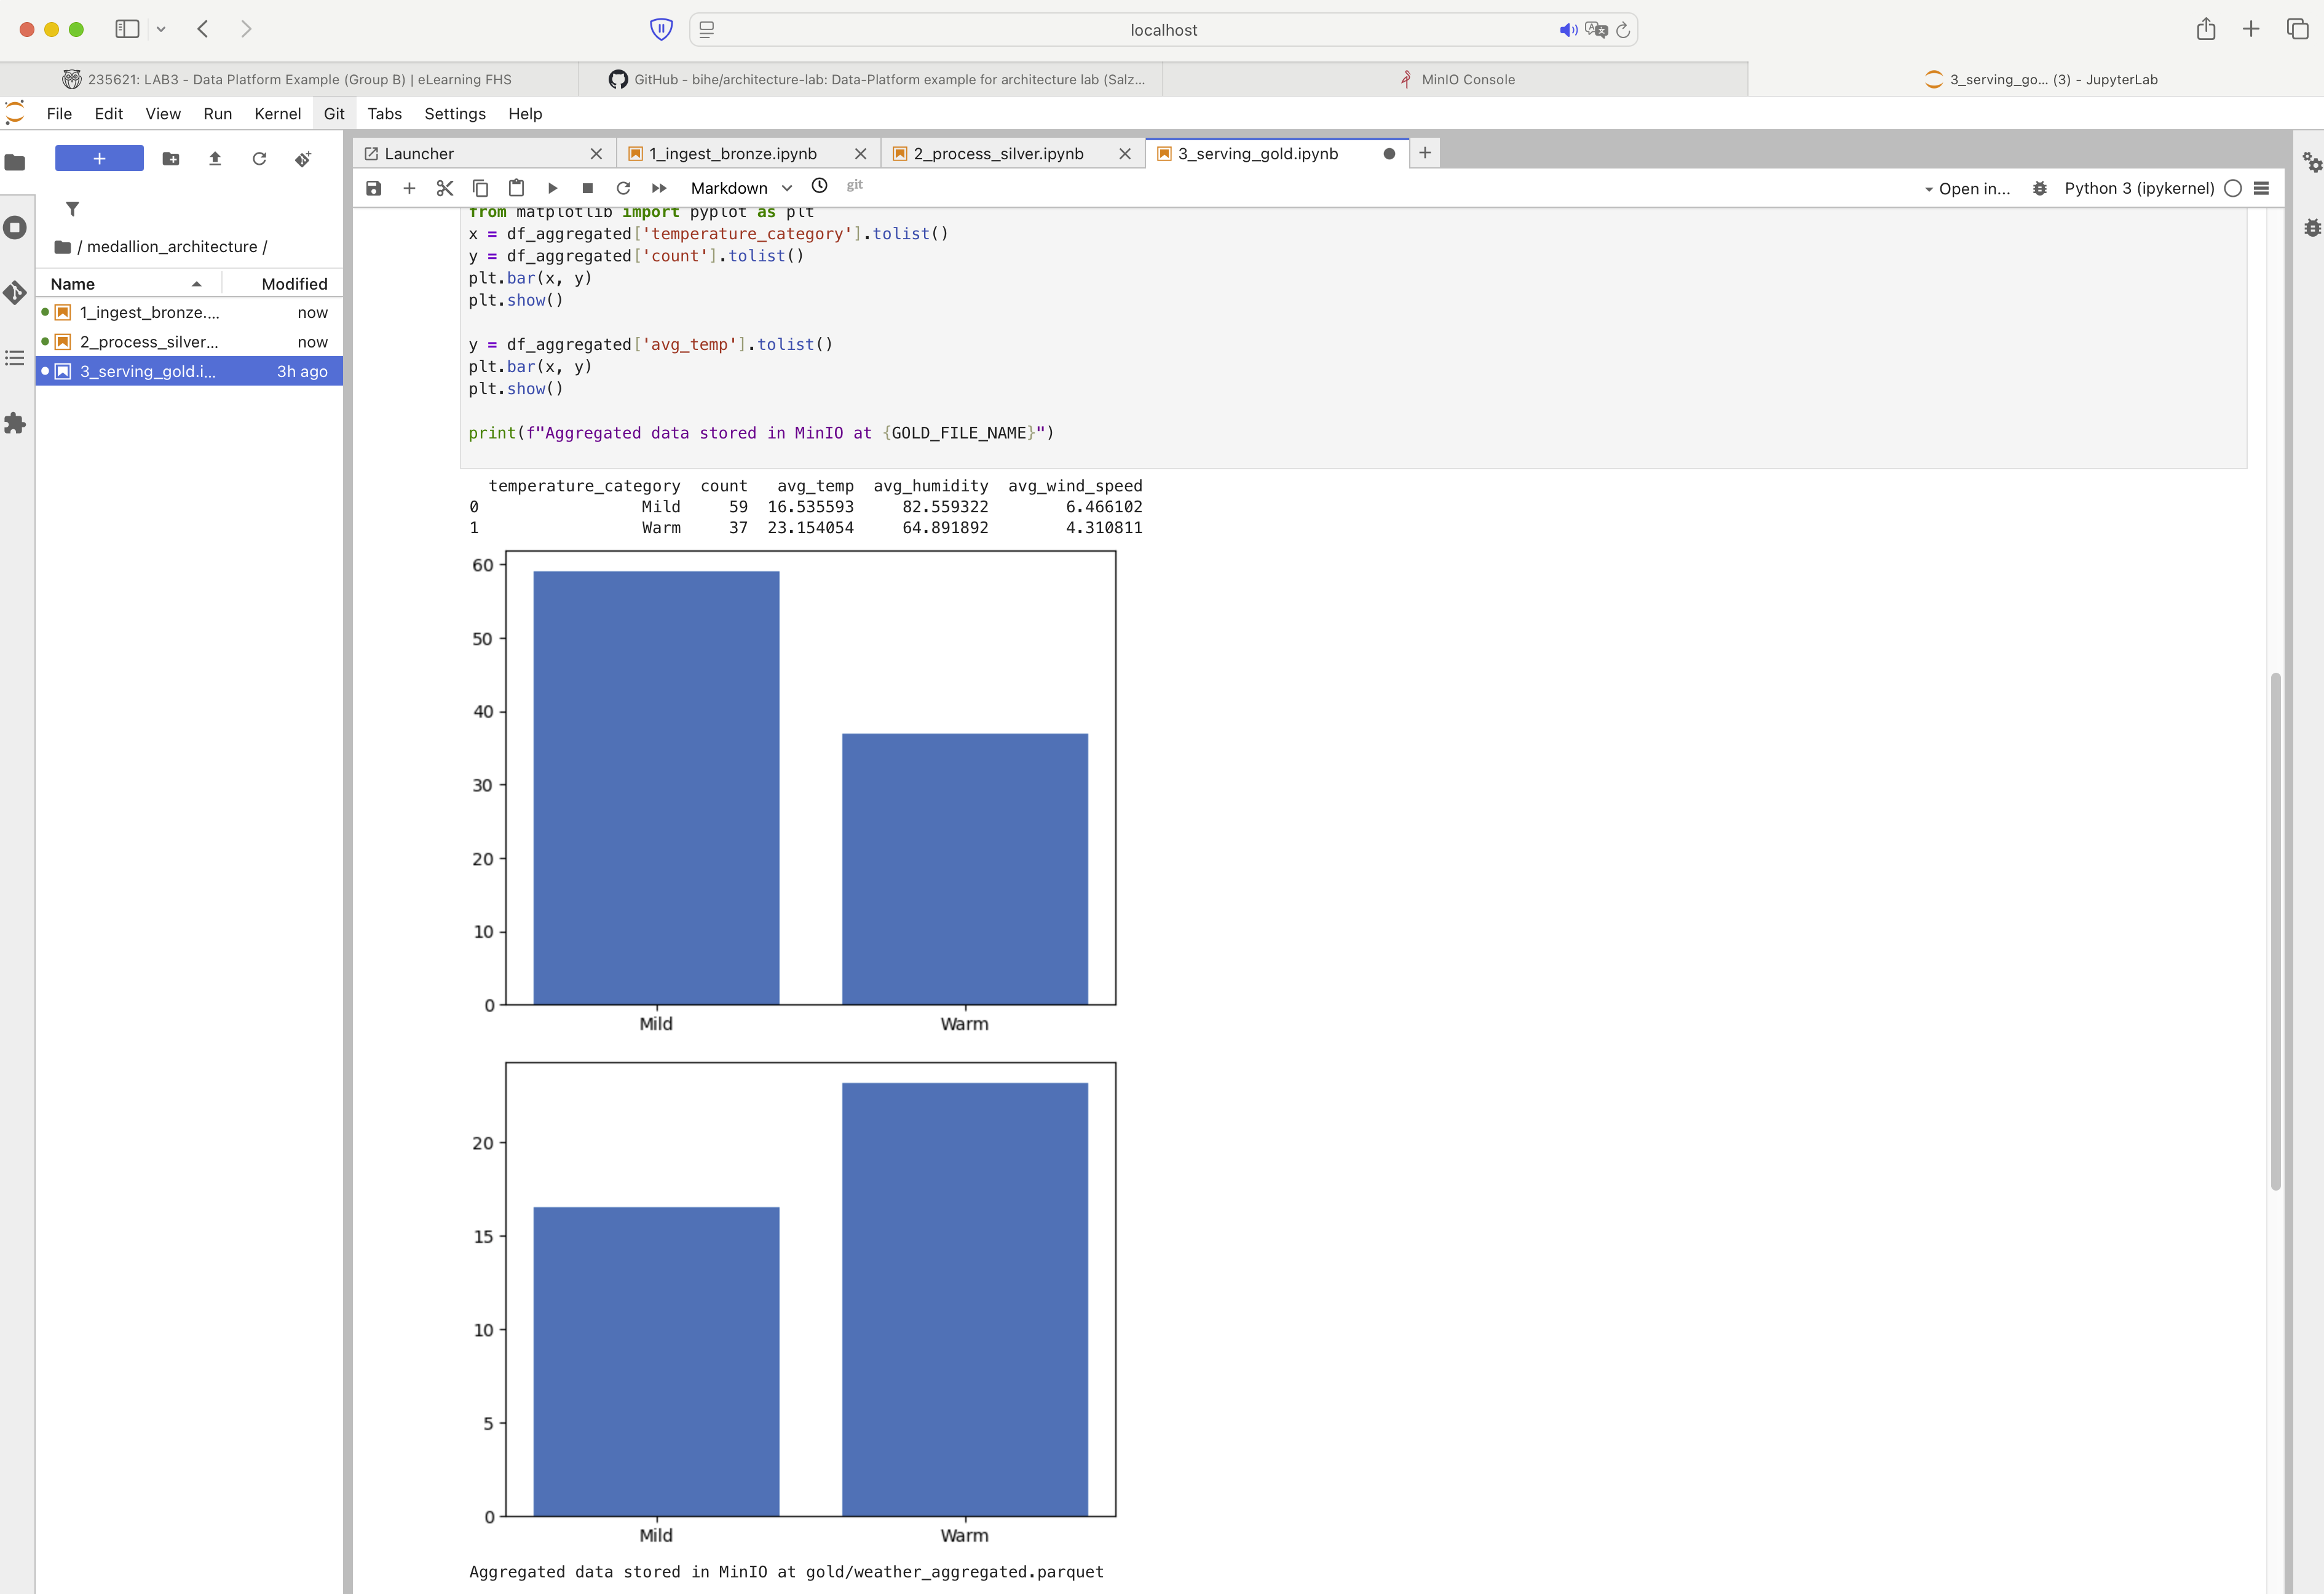 localhost
235621: LAB3 - Data Platform Example (Group B) | eLearning FHS
GitHub - bihe/architecture-lab: Data-Platform example for architecture lab (Salz...
MinIO Console
3_serving_go... (3) - JupyterLab
File Edit View Run Kernel Git Tabs Settings Help
/ medallion_architecture /
Name Modified
1_ingest_bronze.... now
2_process_silver... now
3_serving_gold.i... 3h ago
Launcher
1_ingest_bronze.ipynb
2_process_silver.ipynb
3_serving_gold.ipynb
Markdown
git
Open in...
Python 3 (ipykernel)
from matplotlib import pyplot as plt
x = df_aggregated['temperature_category'].tolist()
y = df_aggregated['count'].tolist()
plt.bar(x, y)
plt.show()
y = df_aggregated['avg_temp'].tolist()
plt.bar(x, y)
plt.show()
print(f"Aggregated data stored in MinIO at {GOLD_FILE_NAME}")
temperature_category count avg_temp avg_humidity avg_wind_speed
0 Mild 59 16.535593 82.559322 6.466102
1 Warm 37 23.154054 64.891892 4.310811
60
50
40
30
20
10
0
Mild Warm
20
15
10
5
0
Mild Warm
Aggregated data stored in MinIO at gold/weather_aggregated.parquet